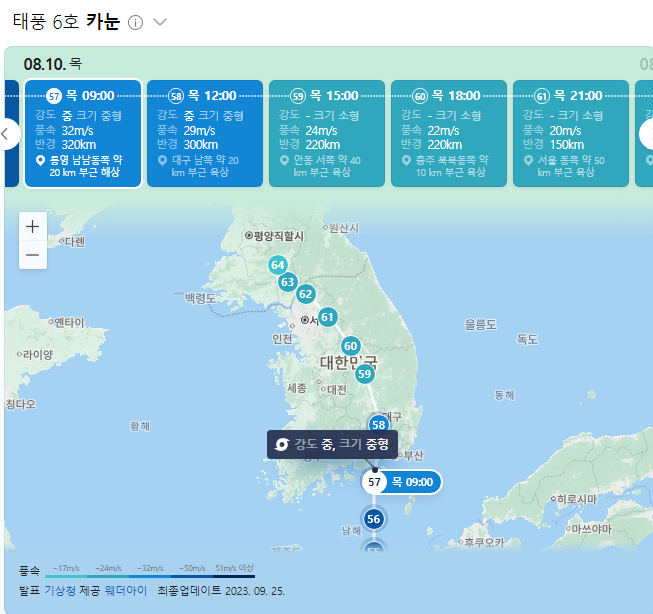 태풍 6호 카눈
08.10. 목
08
57 목 09:00
강도 중 크기 중형
풍속 32m/s
반경 320km
통영 남남동쪽 약
20 km 부근 해상
58 목 12:00
강도 중 크기 중형
풍속 29m/s
반경 300km
대구 남쪽 약 20
km 부근 육상
59 목 15:00
강도 - 크기 소형
풍속 24m/s
반경 220km
안동 서쪽 약 40
km 부근 육상
60 목 18:00
강도 - 크기 소형
풍속 22m/s
반경 220km
충주 북북동쪽 약
10 km 부근 육상
61 목 21:00
강도 - 크기 소형
풍속 20m/s
반경 150km
서울 동쪽 약 50
km 부근 육상
+
−
다롄
평양직할시
원산시
64
63
62
백령도
61
서
인천
옌타이
라이양
울릉도
독도
60
대한민국
59
세종
대전
칭다오
동해
황해
58
대구
강도 중, 크기 중형
부산
57 목 09:00
히로시마
56
남해
마쓰야마
후쿠오카
제주도
55
풍속 ~17m/s ~24m/s ~32m/s ~50m/s 51m/s 이상
발표 기상청 제공 웨더아이 · 최종업데이트 2023. 09. 25.